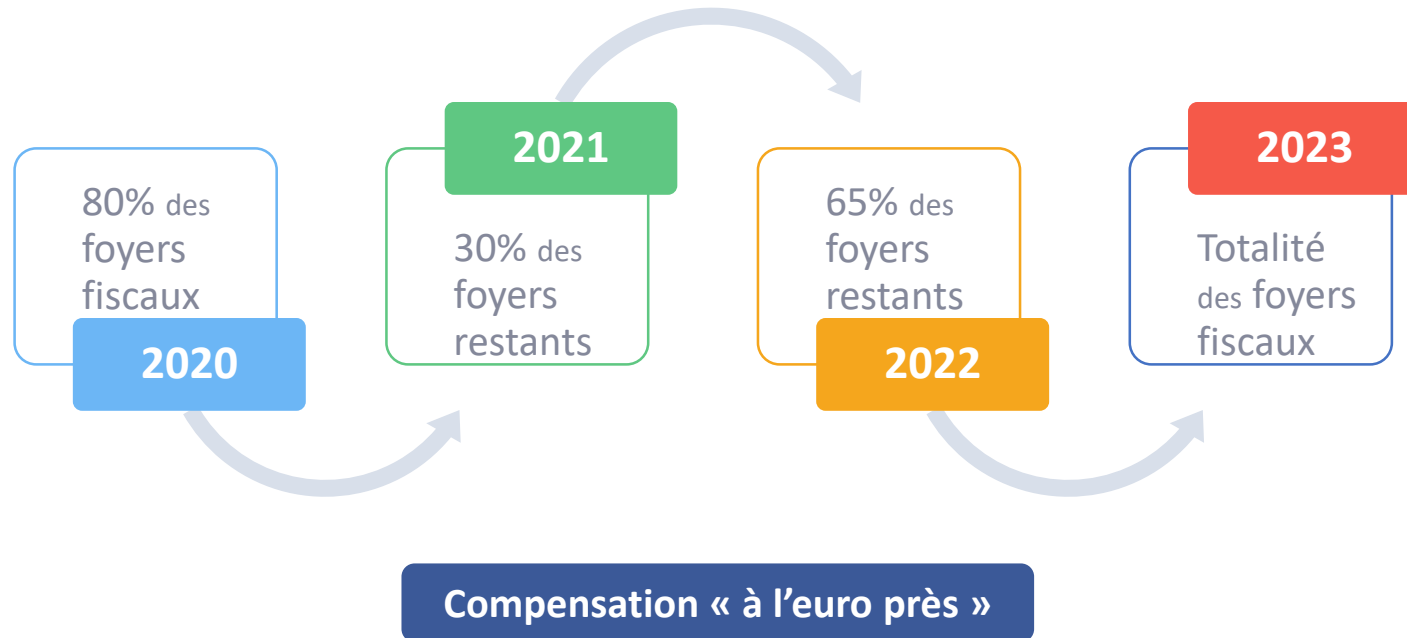 80% des
foyers
fiscaux
2020
2021
30% des
foyers
restants
65% des
foyers
restants
2022
2023
Totalité
des foyers
fiscaux
Compensation « à l’euro près »